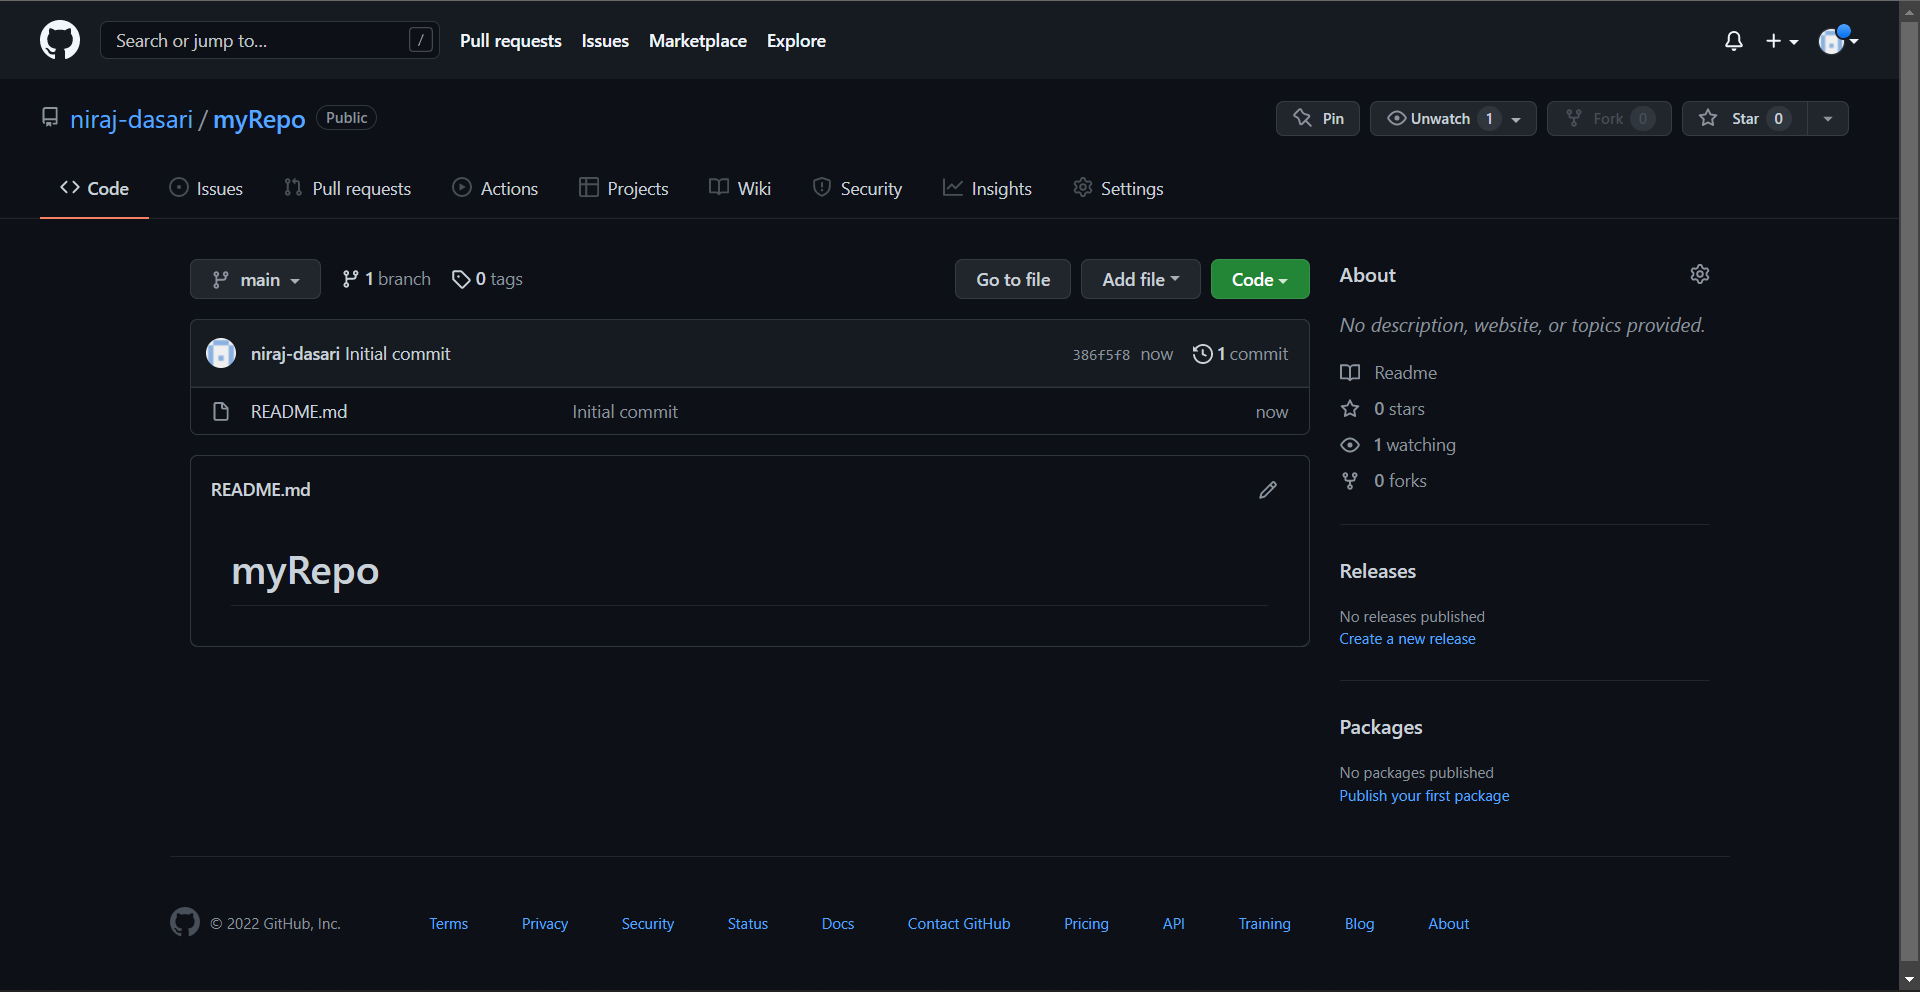 Search or jump to... /
Pull requests Issues Marketplace Explore
niraj-dasari / myRepo Public
Pin Unwatch 1 Fork 0 Star 0
Code Issues Pull requests Actions Projects Wiki Security Insights Settings
main 1 branch 0 tags Go to file Add file Code
niraj-dasari Initial commit 386f5f8 now 1 commit
README.md Initial commit now
README.md
myRepo
About
No description, website, or topics provided.
Readme
0 stars
1 watching
0 forks
Releases
No releases published
Create a new release
Packages
No packages published
Publish your first package
© 2022 GitHub, Inc. Terms Privacy Security Status Docs Contact GitHub Pricing API Training Blog About